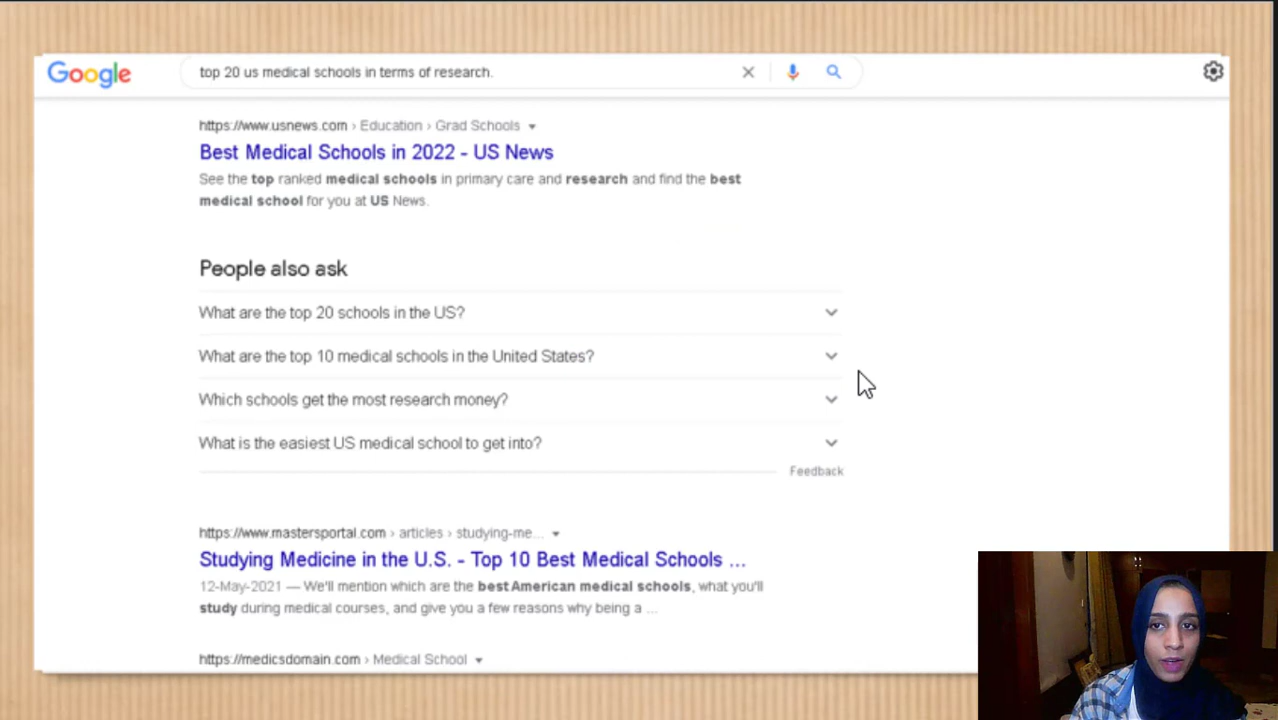 Google
top 20 us medical schools in terms of research.
https://www.usnews.com › Education › Grad Schools
Best Medical Schools in 2022 - US News
See the top ranked medical schools in primary care and research and find the best
medical school for you at US News.
People also ask
What are the top 20 schools in the US?
What are the top 10 medical schools in the United States?
Which schools get the most research money?
What is the easiest US medical school to get into?
Feedback
https://www.mastersportal.com › articles › studying-me...
Studying Medicine in the U.S. - Top 10 Best Medical Schools ...
12-May-2021 — We'll mention which are the best American medical schools, what you'll
study during medical courses, and give you a few reasons why being a ...
https://medicsdomain.com › Medical School